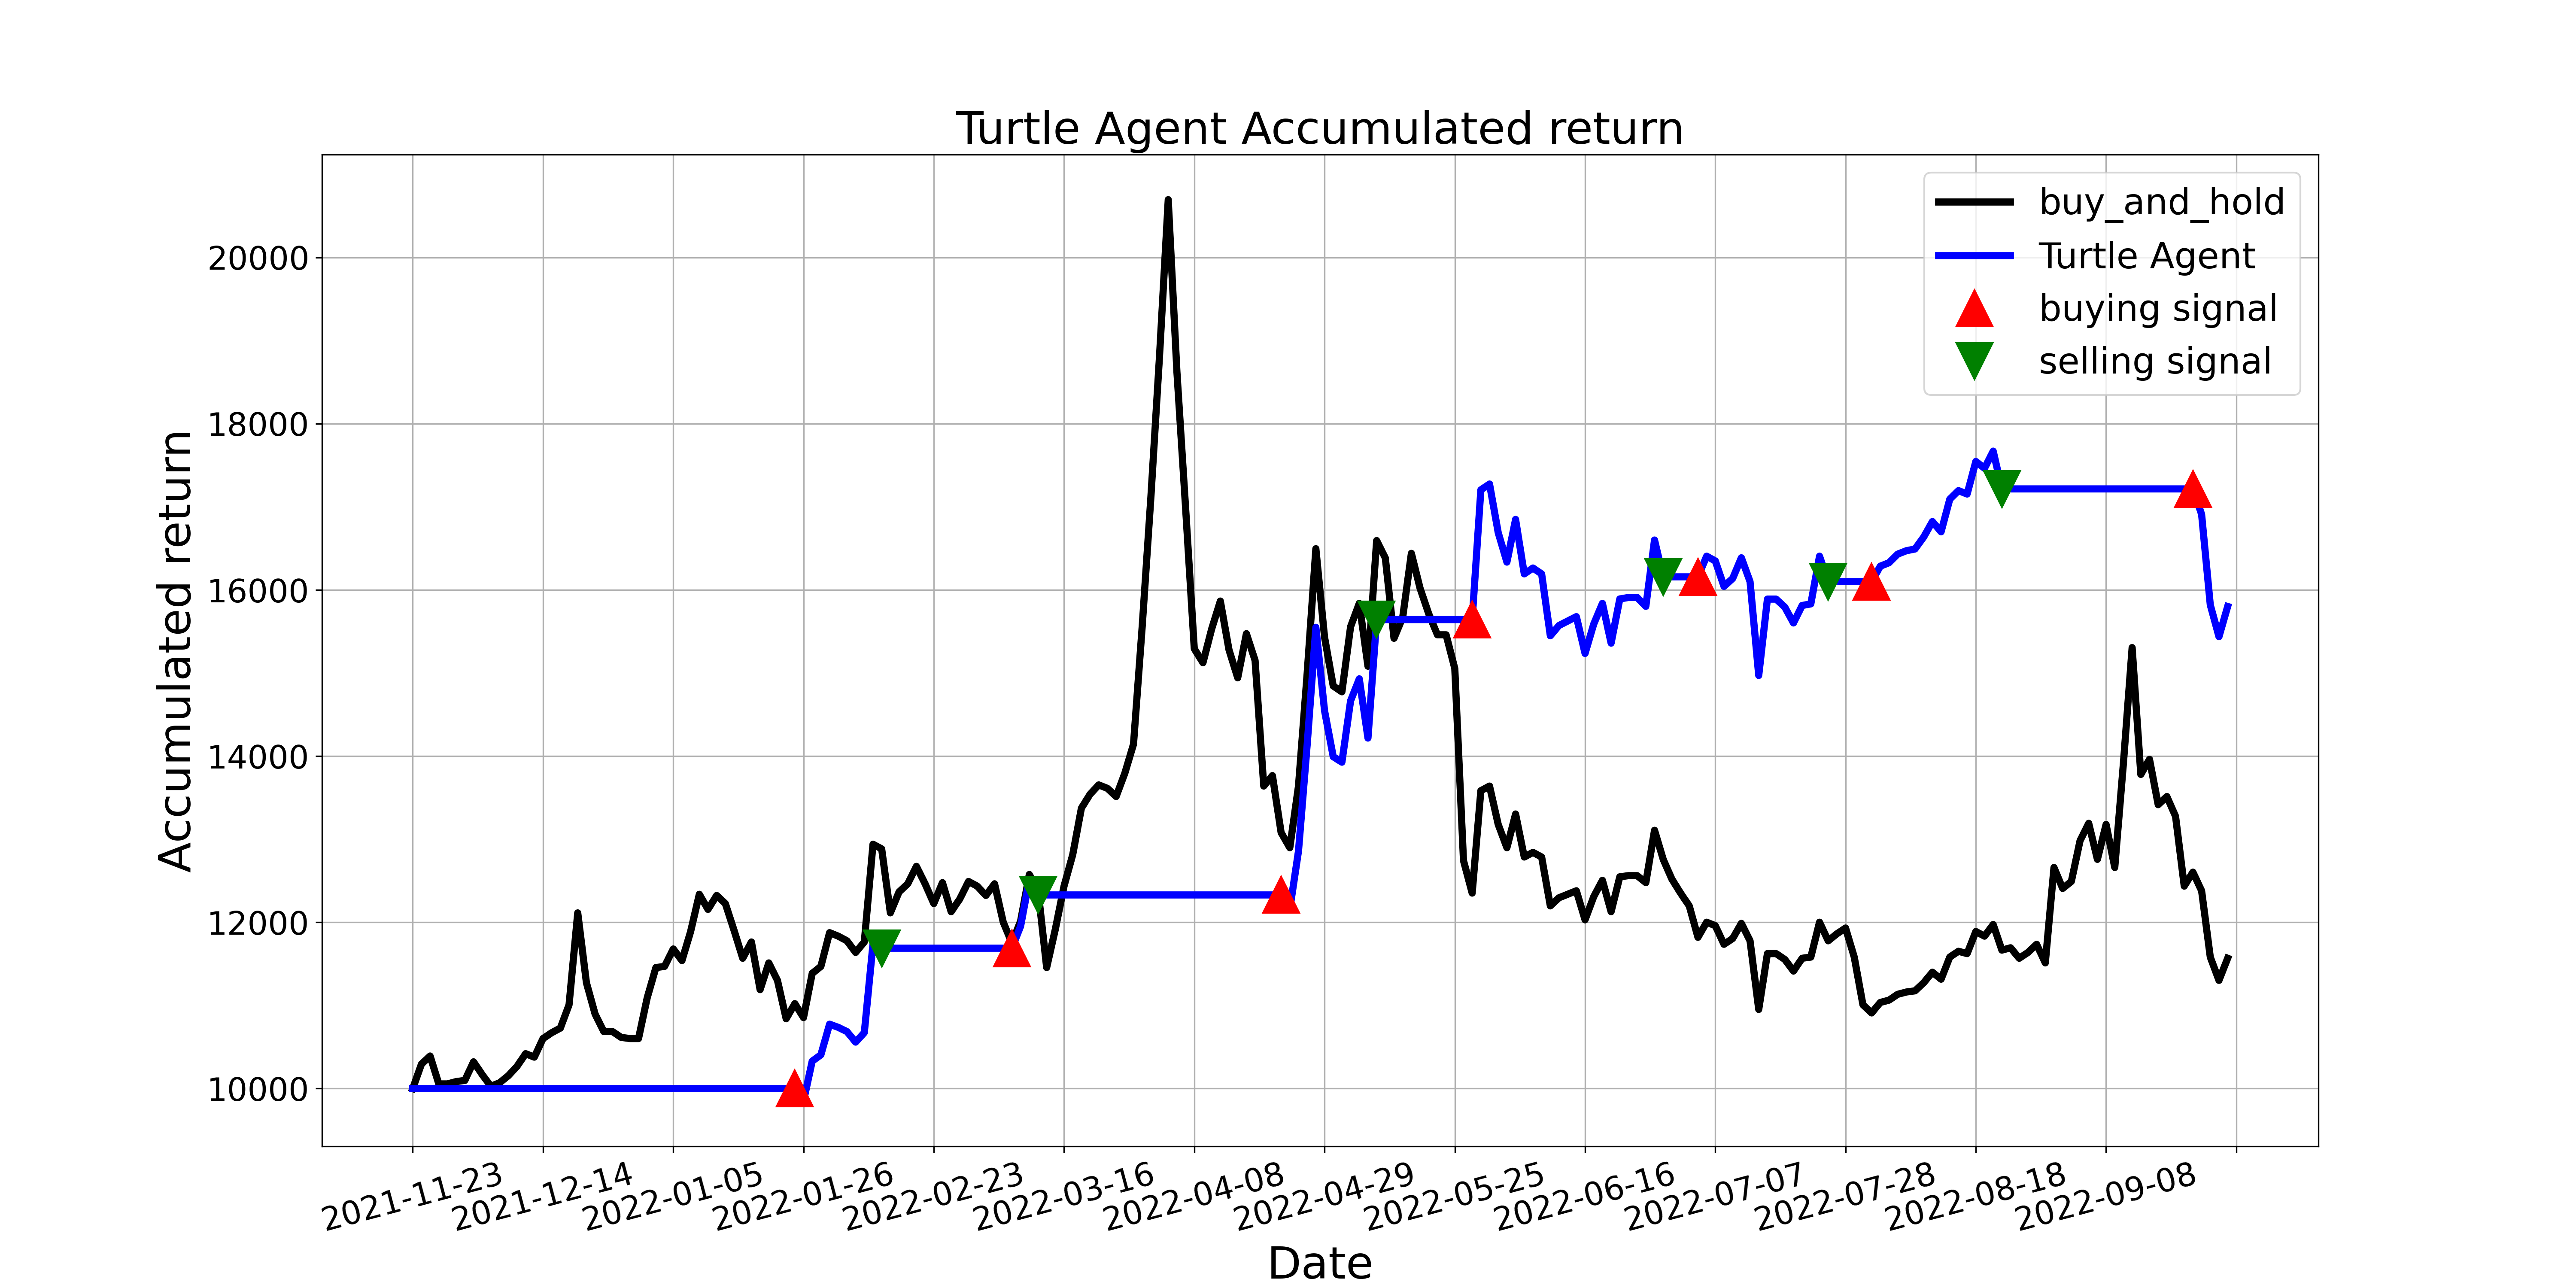 Turtle Agent Accumulated return
buy_and_hold
Turtle Agent
buying signal
selling signal
Accumulated return
20000
18000
16000
14000
12000
10000
2021-11-23
2021-12-14
2022-01-05
2022-01-26
2022-02-23
2022-03-16
2022-04-08
2022-04-29
2022-05-25
2022-06-16
2022-07-07
2022-07-28
2022-08-18
2022-09-08
Date